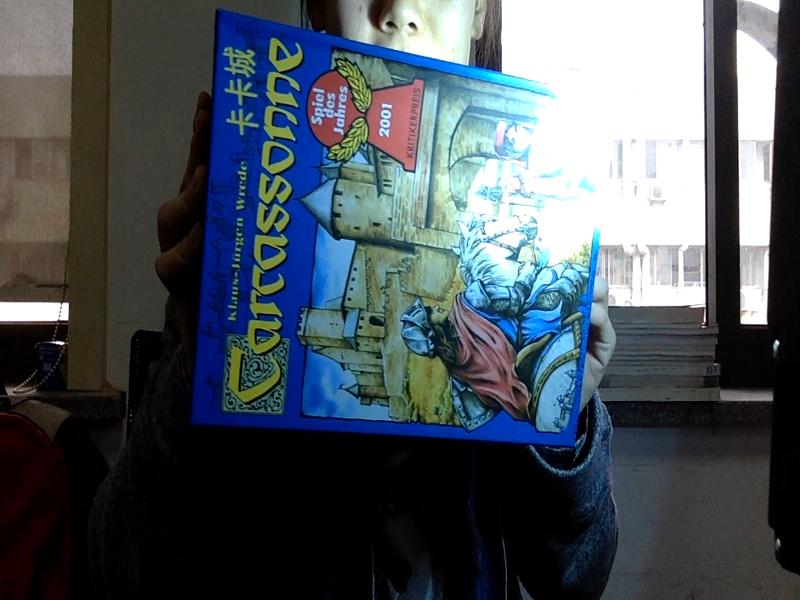 卡卡城
Klaus-Jürgen Wrede
Carcassonne
Spiel
des
Jahres
2001
KRITIKERPREIS